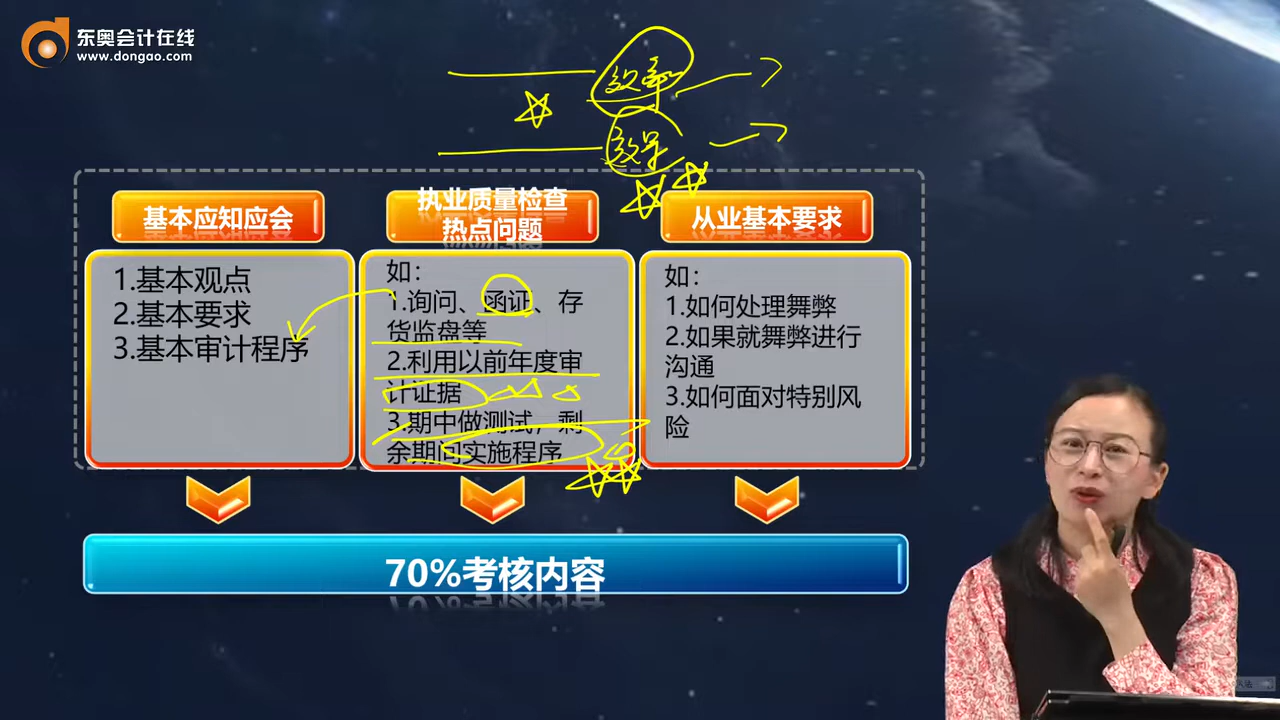 东奥会计在线
www.dongao.com
效率
效果
基本应知应会
执业质量检查
热点问题
从业基本要求
1.基本观点
2.基本要求
3.基本审计程序
如：
1.询问、函证、存
货监盘等
2.利用以前年度审
计证据
3.期中做测试，剩
余期间实施程序
如：
1.如何处理舞弊
2.如果就舞弊进行
沟通
3.如何面对特别风
险
70%考核内容